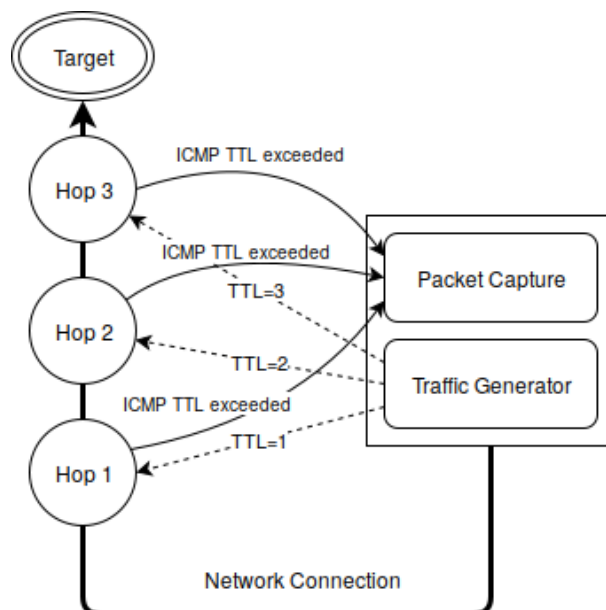 Target
ICMP TTL exceeded
Hop 3
ICMP TTL exceeded
Packet Capture
TTL=3
Hop 2
TTL=2
Traffic Generator
ICMP TTL exceeded
TTL=1
Hop 1
Network Connection